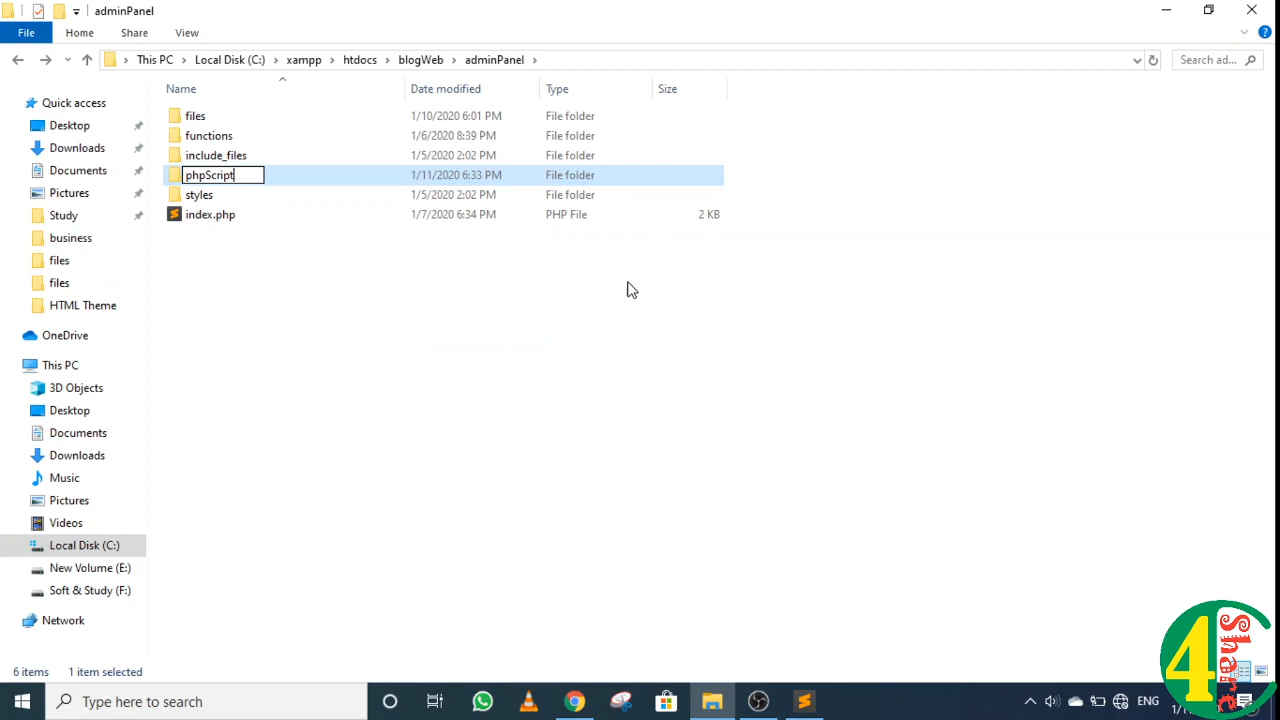 adminPanel
File Home Share View
This PC Local Disk (C:) xampp htdocs blogWeb adminPanel Search ad...
Name Date modified Type Size
files 1/10/2020 6:01 PM File folder
functions 1/6/2020 8:39 PM File folder
include_files 1/5/2020 2:02 PM File folder
phpScript 1/11/2020 6:33 PM File folder
styles 1/5/2020 2:02 PM File folder
index.php 1/7/2020 6:34 PM PHP File 2 KB
Quick access
Desktop
Downloads
Documents
Pictures
Study
business
files
files
HTML Theme
OneDrive
This PC
3D Objects
Desktop
Documents
Downloads
Music
Pictures
Videos
Local Disk (C:)
New Volume (E:)
Soft & Study (F:)
Network
6 items 1 item selected
4 Share
Type here to search
ENG